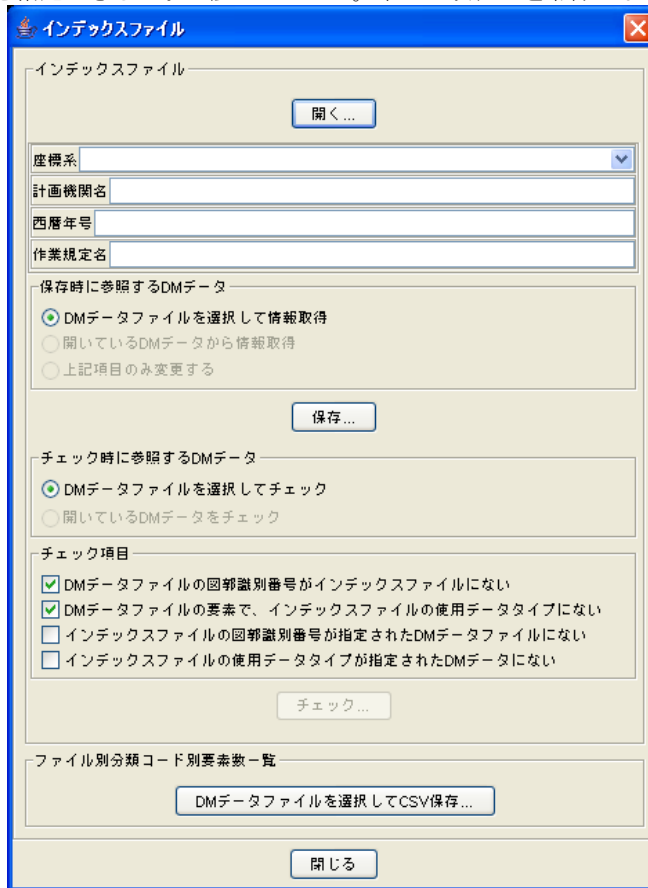 インデックスファイル
インデックスファイル
開く...
座標系
計画機関名
西暦年号
作業規定名
保存時に参照するDMデータ
DMデータファイルを選択して情報取得
開いているDMデータから情報取得
上記項目のみ変更する
保存...
チェック時に参照するDMデータ
DMデータファイルを選択してチェック
開いているDMデータをチェック
チェック項目
DMデータファイルの図郭識別番号がインデックスファイルにない
DMデータファイルの要素で、インデックスファイルの使用データタイプにない
インデックスファイルの図郭識別番号が指定されたDMデータファイルにない
インデックスファイルの使用データタイプが指定されたDMデータにない
チェック...
ファイル別分類コード別要素数一覧
DMデータファイルを選択してCSV保存...
閉じる